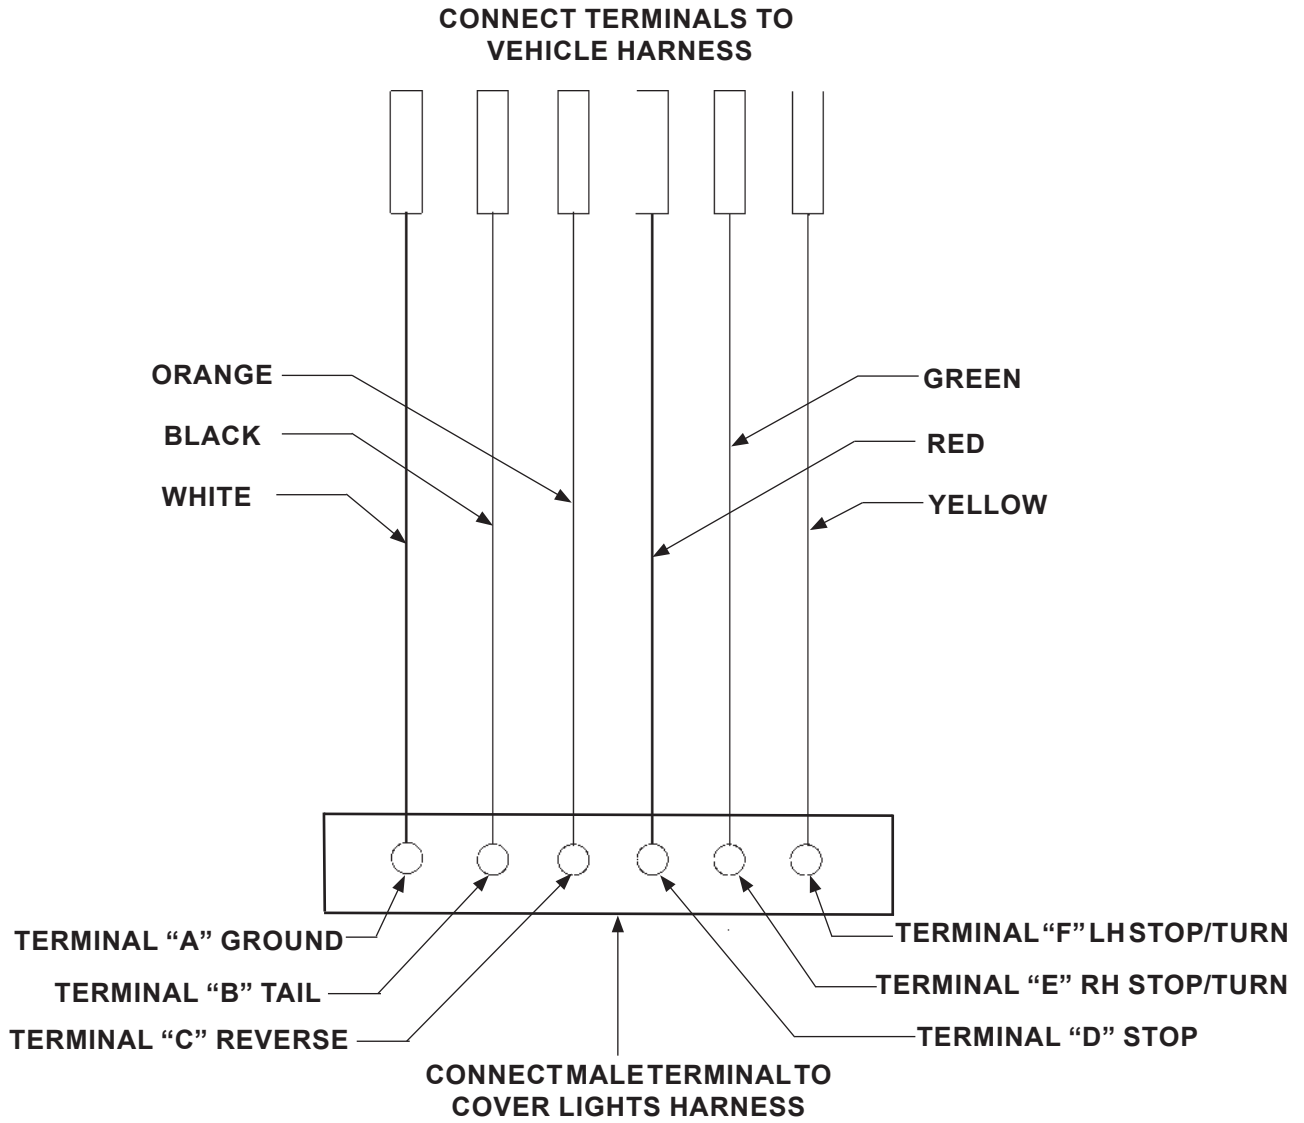 CONNECT TERMINALS TO
VEHICLE HARNESS
ORANGE
BLACK
WHITE
GREEN
RED
YELLOW
TERMINAL “A” GROUND
TERMINAL “B” TAIL
TERMINAL “C” REVERSE
TERMINAL “F” LH STOP/TURN
TERMINAL “E” RH STOP/TURN
TERMINAL “D” STOP
CONNECT MALE TERMINAL TO
COVER LIGHTS HARNESS